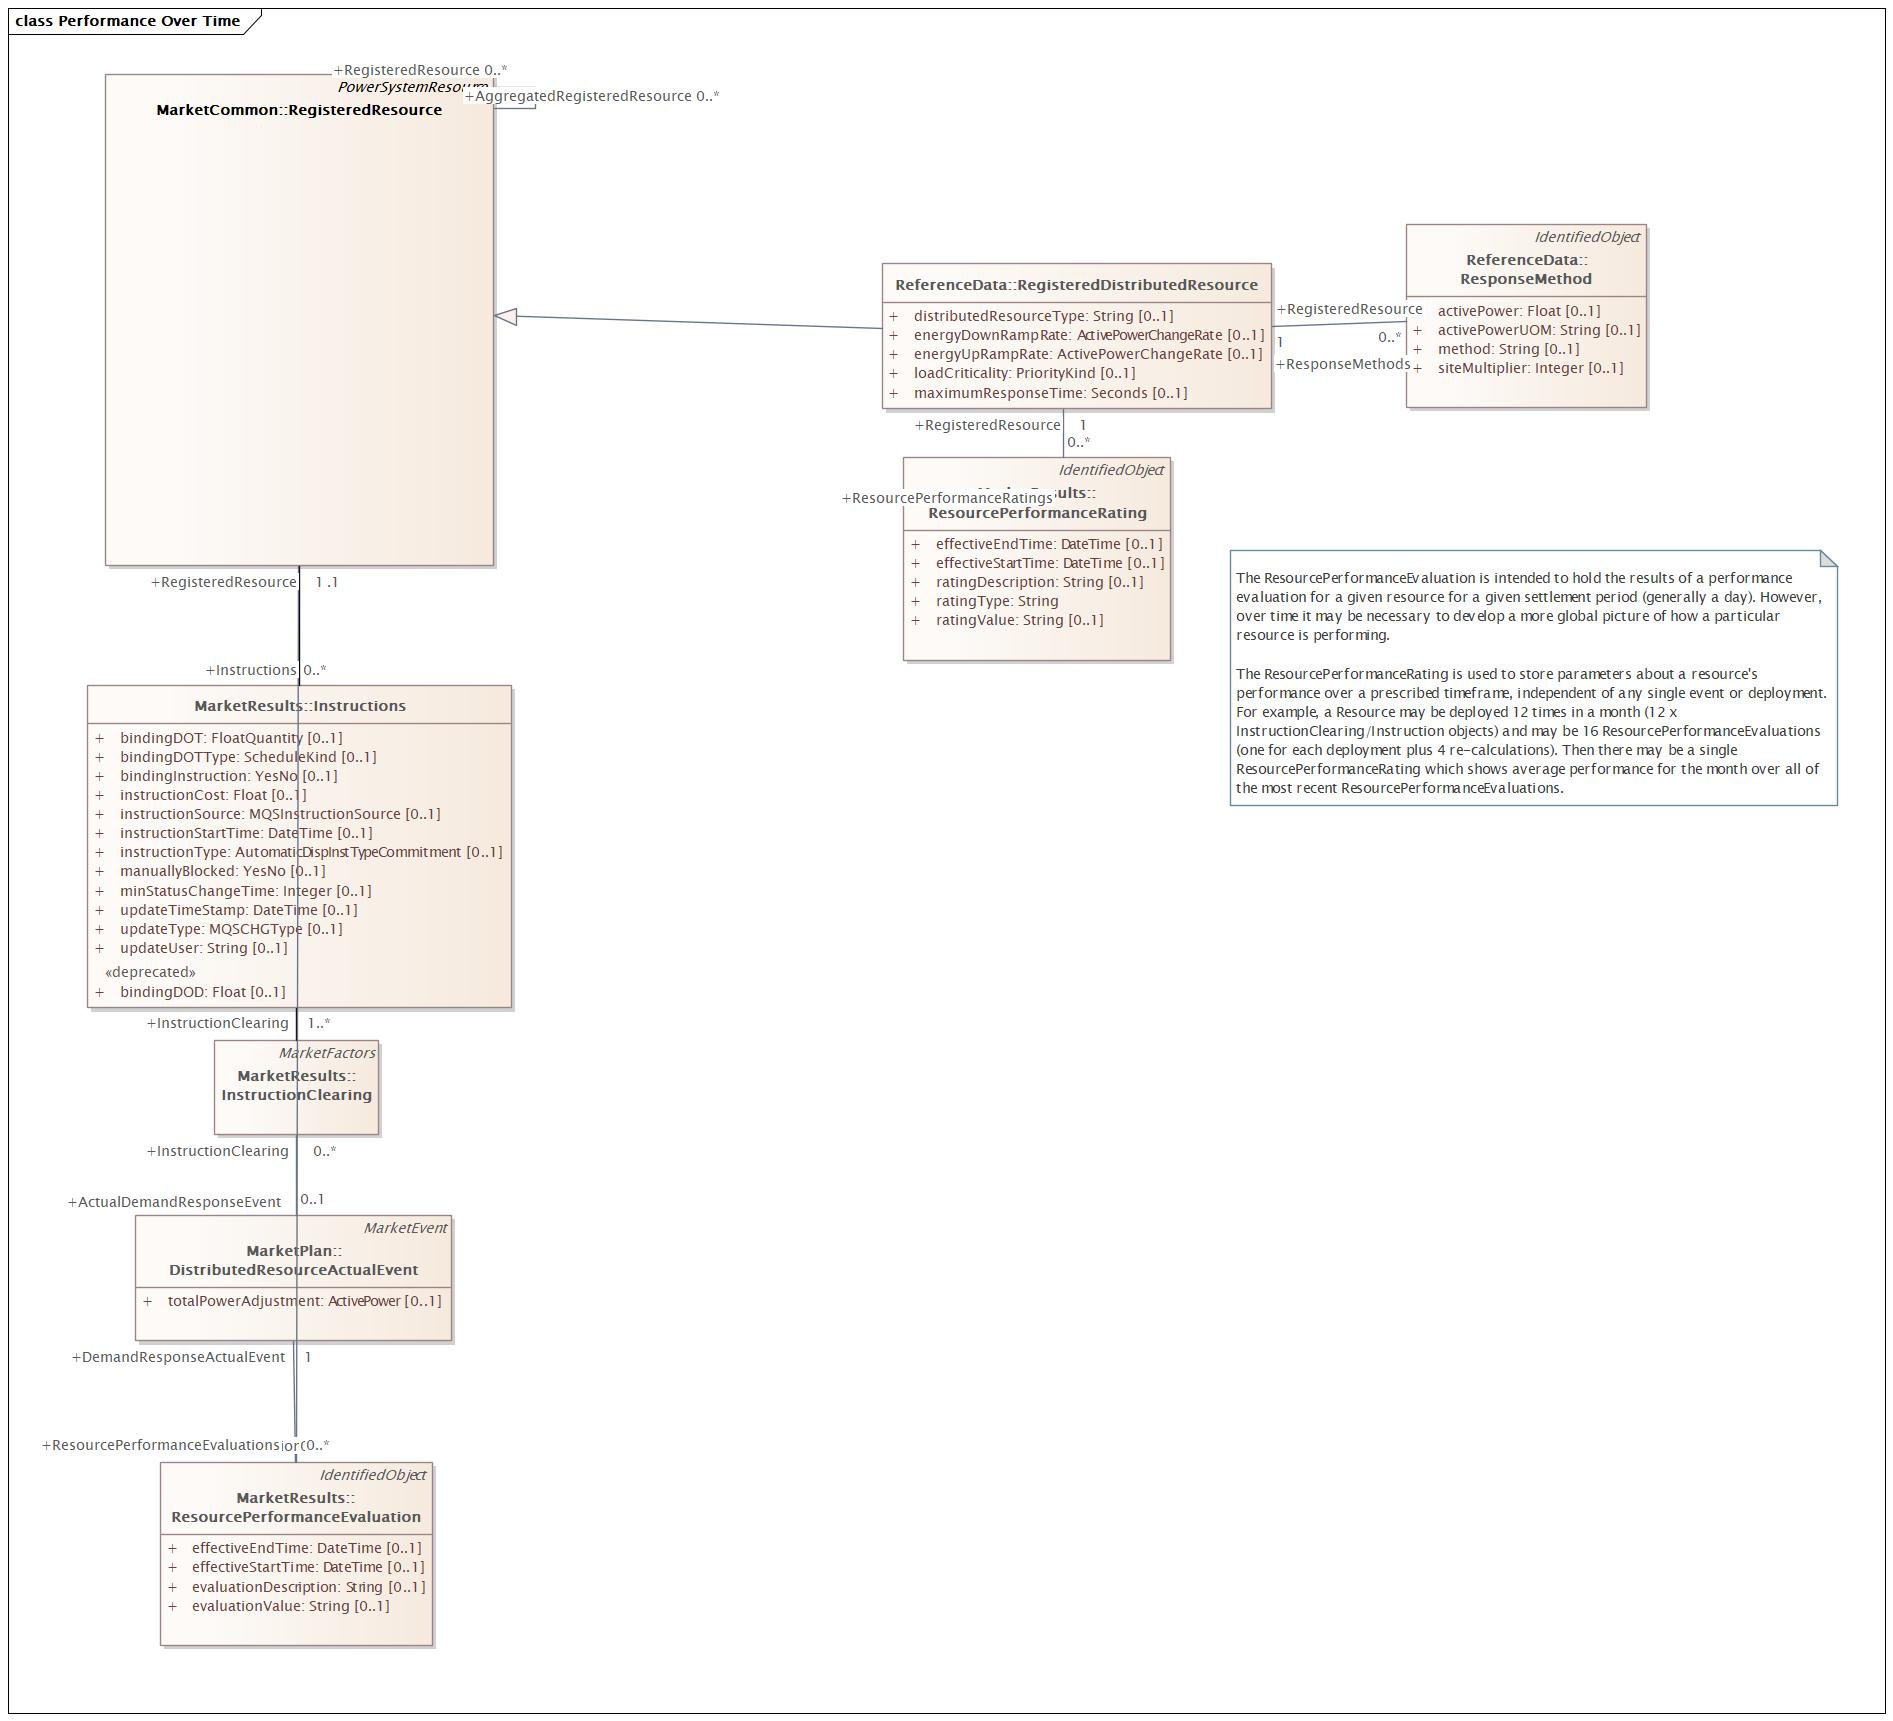 class Performance Over Time
+RegisteredResource 0..*
+AggregatedRegisteredResource 0..*
MarketCommon::RegisteredResource
IdentifiedObject
ReferenceData::
ResponseMethod
+ activePower: Float [0..1]
+ activePowerUOM: String [0..1]
+ method: String [0..1]
+ siteMultiplier: Integer [0..1]
ReferenceData::RegisteredDistributedResource
+ distributedResourceType: String [0..1]
+ energyDownRampRate: ActivePowerChangeRate [0..1]
+ energyUpRampRate: ActivePowerChangeRate [0..1]
+ loadCriticality: PriorityKind [0..1]
+ maximumResponseTime: Seconds [0..1]
+RegisteredResource
1
0..*
+ResponseMethods
+RegisteredResource 1
0..*
IdentifiedObject
+ResourcePerformanceRatings
ResourcePerformanceRating
+ effectiveEndTime: DateTime [0..1]
+ effectiveStartTime: DateTime [0..1]
+ ratingDescription: String [0..1]
+ ratingType: String
+ ratingValue: String [0..1]
The ResourcePerformanceEvaluation is intended to hold the results of a performance
evaluation for a given resource for a given settlement period (generally a day). However,
over time it may be necessary to develop a more global picture of how a particular
resource is performing.
The ResourcePerformanceRating is used to store parameters about a resource's
performance over a prescribed timeframe, independent of any single event or deployment.
For example, a Resource may be deployed 12 times in a month (12 x
InstructionClearing/Instruction objects) and may be 16 ResourcePerformanceEvaluations
(one for each deployment plus 4 re-calculations). Then there may be a single
ResourcePerformanceRating which shows average performance for the month over all of
the most recent ResourcePerformanceEvaluations.
+RegisteredResource 1 .1
+Instructions 0..*
MarketResults::Instructions
+ bindingDOT: FloatQuantity [0..1]
+ bindingDOTType: ScheduleKind [0..1]
+ bindingInstruction: YesNo [0..1]
+ instructionCost: Float [0..1]
+ instructionSource: MQSInstructionSource [0..1]
+ instructionStartTime: DateTime [0..1]
+ instructionType: AutomaticDispInstTypeCommitment [0..1]
+ manuallyBlocked: YesNo [0..1]
+ minStatusChangeTime: Integer [0..1]
+ updateTimeStamp: DateTime [0..1]
+ updateType: MQSCHGType [0..1]
+ updateUser: String [0..1]
«deprecated»
+ bindingDOD: Float [0..1]
+InstructionClearing 1..*
MarketFactors
MarketResults::
InstructionClearing
+InstructionClearing 0..*
+ActualDemandResponseEvent 0..1
MarketEvent
MarketPlan::
DistributedResourceActualEvent
+ totalPowerAdjustment: ActivePower [0..1]
+DemandResponseActualEvent 1
+ResourcePerformanceEvaluations 0..*
IdentifiedObject
MarketResults::
ResourcePerformanceEvaluation
+ effectiveEndTime: DateTime [0..1]
+ effectiveStartTime: DateTime [0..1]
+ evaluationDescription: String [0..1]
+ evaluationValue: String [0..1]